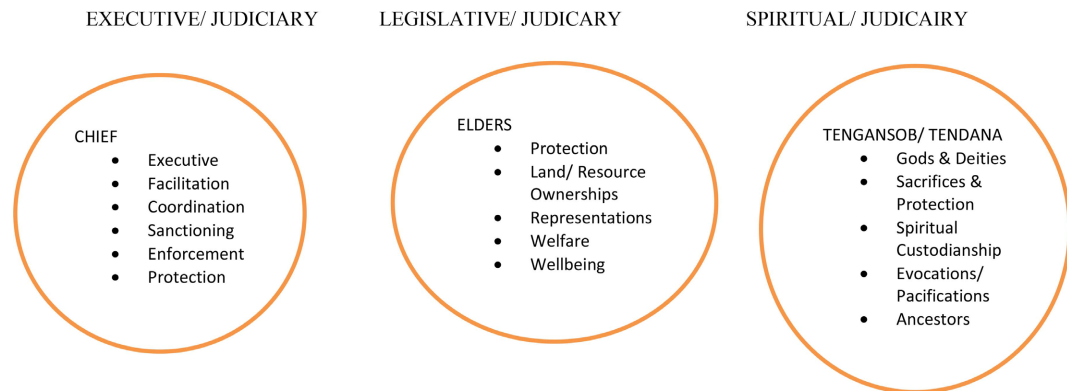 EXECUTIVE/ JUDICIARY
LEGISLATIVE/ JUDICARY
SPIRITUAL/ JUDICAIRY
CHIEF
• Executive
• Facilitation
• Coordination
• Sanctioning
• Enforcement
• Protection
ELDERS
• Protection
• Land/ Resource
Ownerships
• Representations
• Welfare
• Wellbeing
TENGANSOB/ TENDANA
• Gods & Deities
• Sacrifices &
Protection
• Spiritual
Custodianship
• Evocations/
Pacifications
• Ancestors